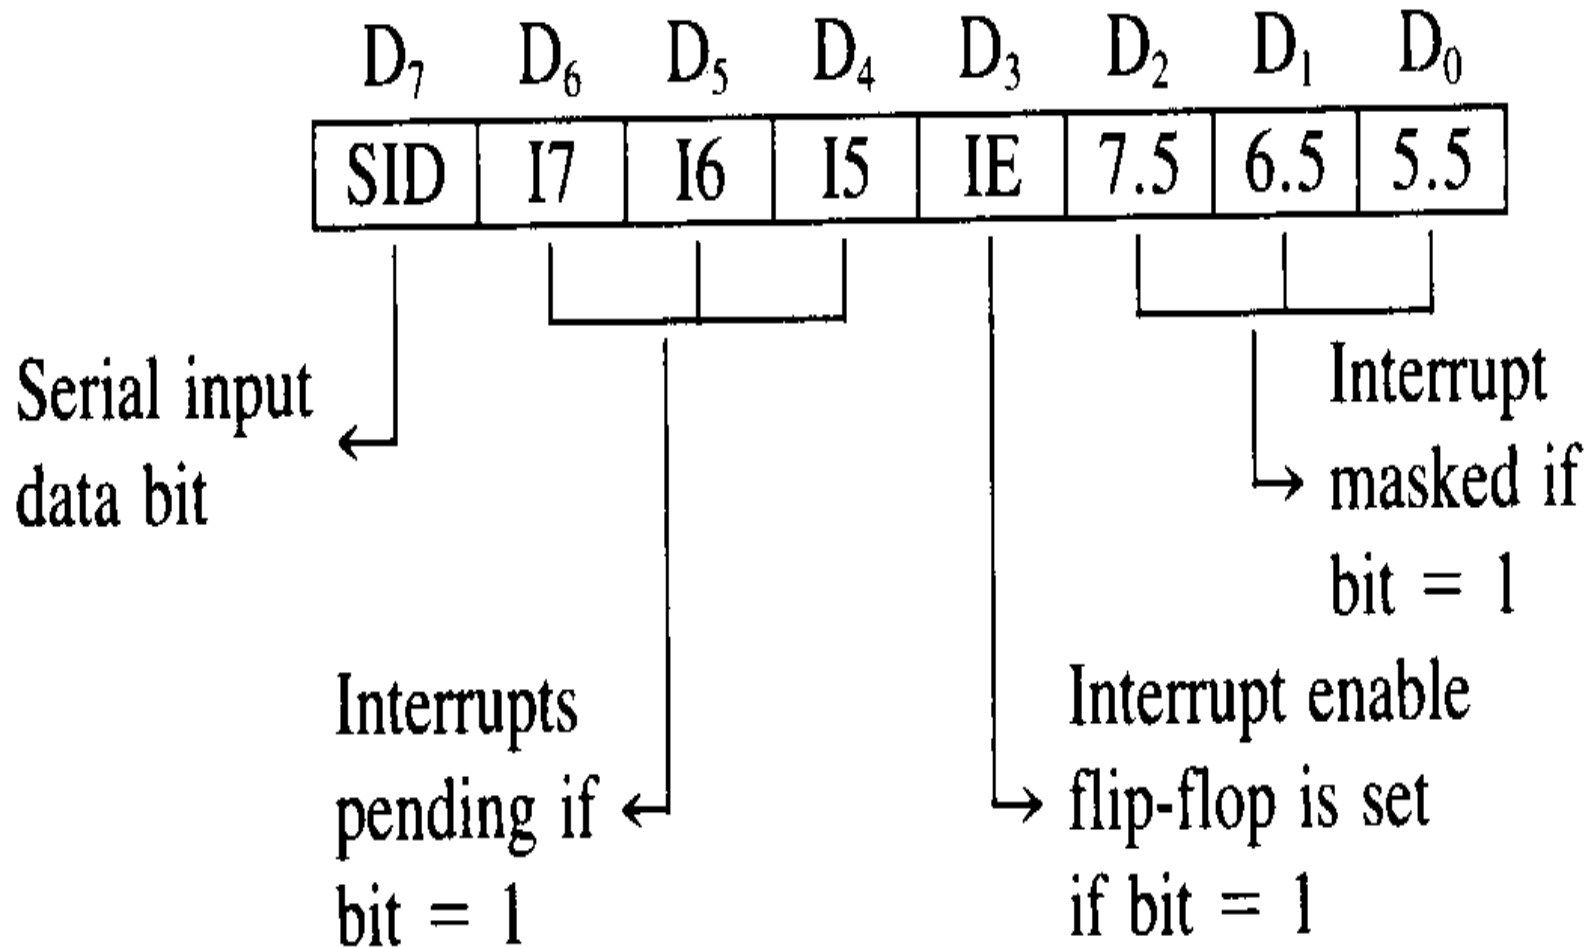 D₇ D₆ D₅ D₄ D₃ D₂ D₁ D₀
SID I7 I6 I5 IE 7.5 6.5 5.5
Serial input
data bit
Interrupts
pending if
bit = 1
Interrupt enable
flip-flop is set
if bit = 1
Interrupt
masked if
bit = 1